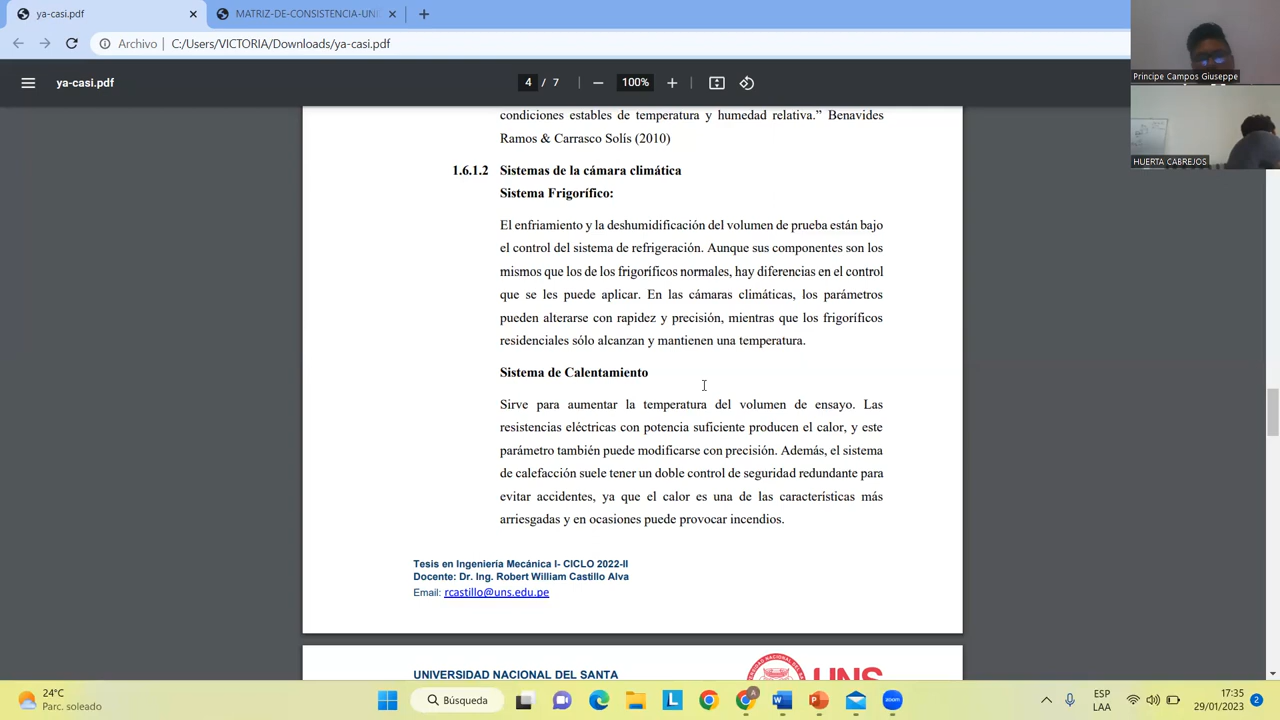 ya-casi.pdf
MATRIZ-DE-CONSISTENCIA-UN
Archivo C:/Users/VICTORIA/Downloads/ya-casi.pdf
ya-casi.pdf
4 / 7
100%
Principe Campos Giuseppe
HUERTA CABREJOS
condiciones estables de temperatura y humedad relativa.” Benavides
Ramos & Carrasco Solís (2010)
1.6.1.2 Sistemas de la cámara climática
Sistema Frigorífico:
El enfriamiento y la deshumidificación del volumen de prueba están bajo
el control del sistema de refrigeración. Aunque sus componentes son los
mismos que los de los frigoríficos normales, hay diferencias en el control
que se les puede aplicar. En las cámaras climáticas, los parámetros
pueden alterarse con rapidez y precisión, mientras que los frigoríficos
residenciales sólo alcanzan y mantienen una temperatura.
Sistema de Calentamiento
Sirve para aumentar la temperatura del volumen de ensayo. Las
resistencias eléctricas con potencia suficiente producen el calor, y este
parámetro también puede modificarse con precisión. Además, el sistema
de calefacción suele tener un doble control de seguridad redundante para
evitar accidentes, ya que el calor es una de las características más
arriesgadas y en ocasiones puede provocar incendios.
Tesis en Ingeniería Mecánica I- CICLO 2022-II
Docente: Dr. Ing. Robert William Castillo Alva
Email: rcastillo@uns.edu.pe
UNIVERSIDAD NACIONAL DEL SANTA
UNS
24°C
Parc. soleado
Búsqueda
ESP
LAA
17:35
29/01/2023
2